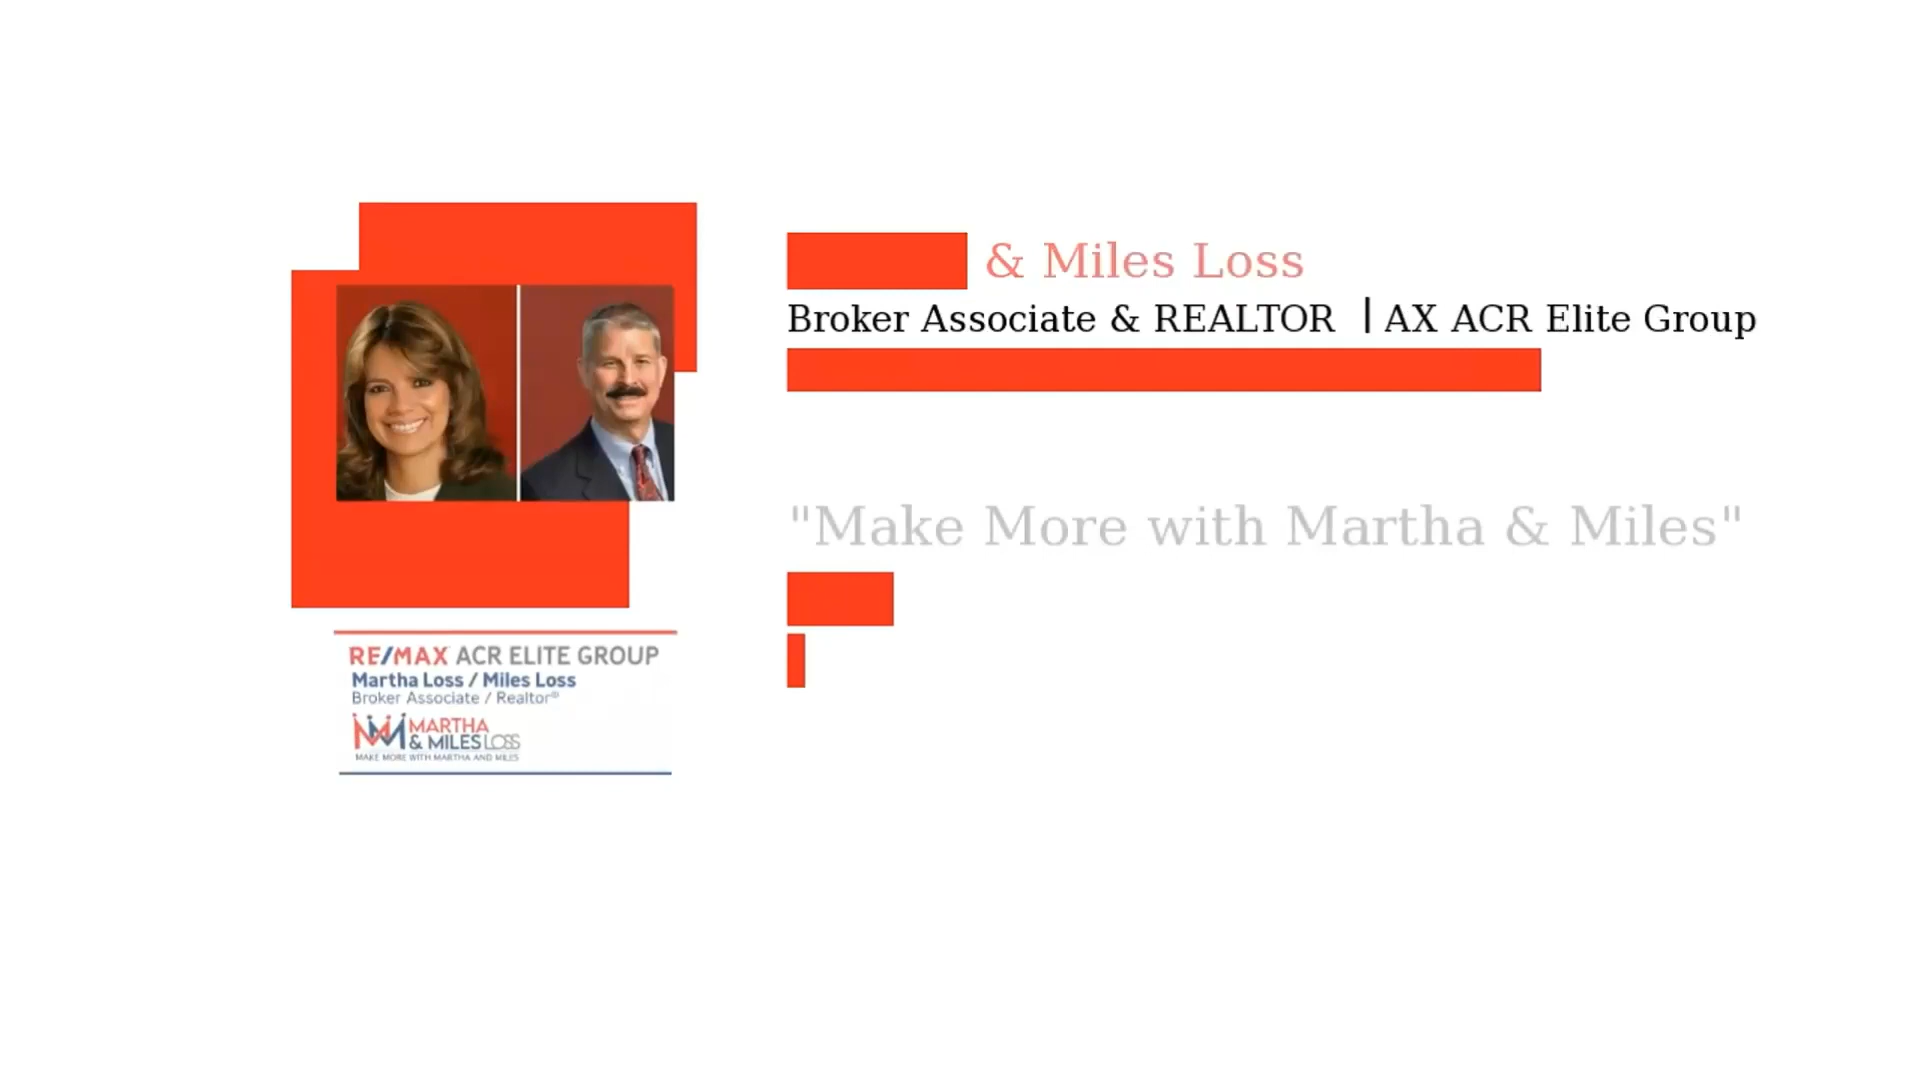 & Miles Loss
Broker Associate & REALTOR | AX ACR Elite Group
"Make More with Martha & Miles"
RE/MAX ACR ELITE GROUP
Martha Loss / Miles Loss
Broker Associate / Realtor®
MARTHA
& MILES LOSS
MAKE MORE WITH MARTHA AND MILES